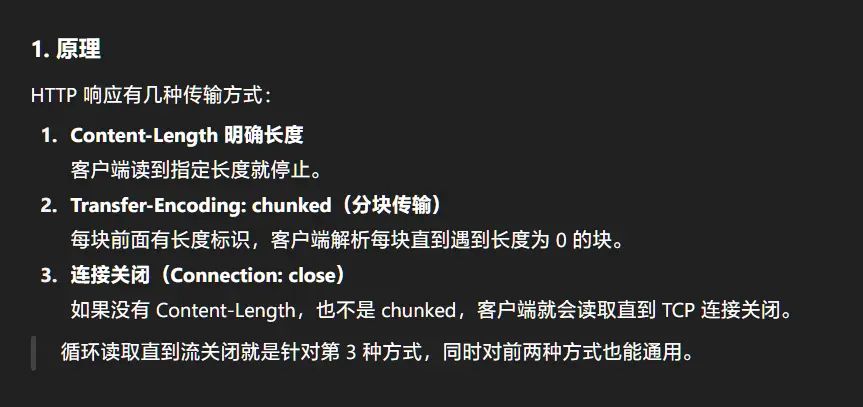 1. 原理
HTTP 响应有几种传输方式：
1. Content-Length 明确长度
客户端读到指定长度就停止。
2. Transfer-Encoding: chunked（分块传输）
每块前面有长度标识，客户端解析每块直到遇到长度为 0 的块。
3. 连接关闭（Connection: close）
如果没有 Content-Length，也不是 chunked，客户端就会读取直到 TCP 连接关闭。
循环读取直到流关闭就是针对第 3 种方式，同时对前两种方式也能通用。